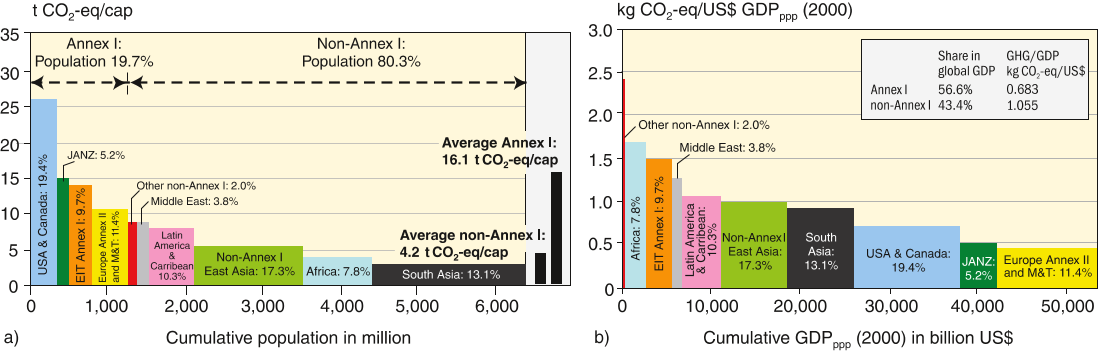 t CO₂-eq/cap
35
30
25
20
15
10
5
0
Annex I:
Population 19.7%
Non-Annex I:
Population 80.3%
USA & Canada: 19.4%
JANZ: 5.2%
EIT Annex I: 9.7%
Europe Annex II
and M&T: 11.4%
Other non-Annex I: 2.0%
Middle East: 3.8%
Latin
America
&
Carribean
10.3%
Non-Annex I
East Asia: 17.3%
Africa: 7.8%
South Asia: 13.1%
Average Annex I:
16.1 t CO₂-eq/cap
Average non-Annex I:
4.2 t CO₂-eq/cap
0 1,000 2,000 3,000 4,000 5,000 6,000
a) Cumulative population in million
kg CO₂-eq/US$ GDPₚₚₚ (2000)
3.0
2.5
2.0
1.5
1.0
0.5
0
Share in GHG/GDP
global GDP kg CO₂-eq/US$
Annex I 56.6% 0.683
non-Annex I 43.4% 1.055
Other non-Annex I: 2.0%
Middle East: 3.8%
Africa: 7.8%
EIT Annex I: 9.7%
Latin America
& Carribean:
10.3%
Non-Annex I
East Asia:
17.3%
South
Asia:
13.1%
USA & Canada:
19.4%
JANZ:
5.2%
Europe Annex II
and M&T: 11.4%
0 10,000 20,000 30,000 40,000 50,000
b) Cumulative GDPₚₚₚ (2000) in billion US$